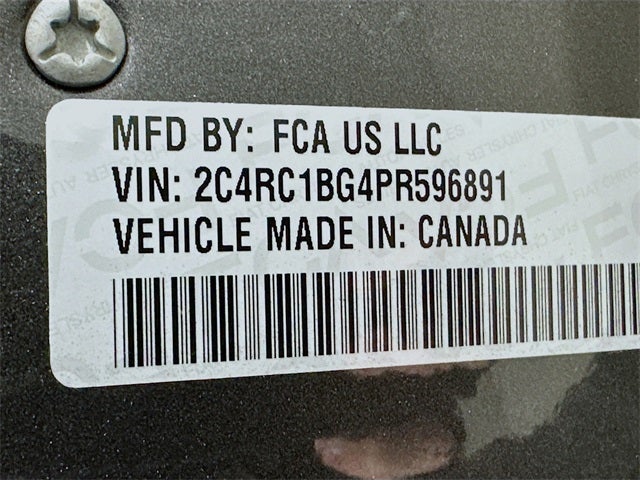 MFD BY: FCA US LLC
VIN: 2C4RC1BG4PR596891
VEHICLE MADE IN: CANADA